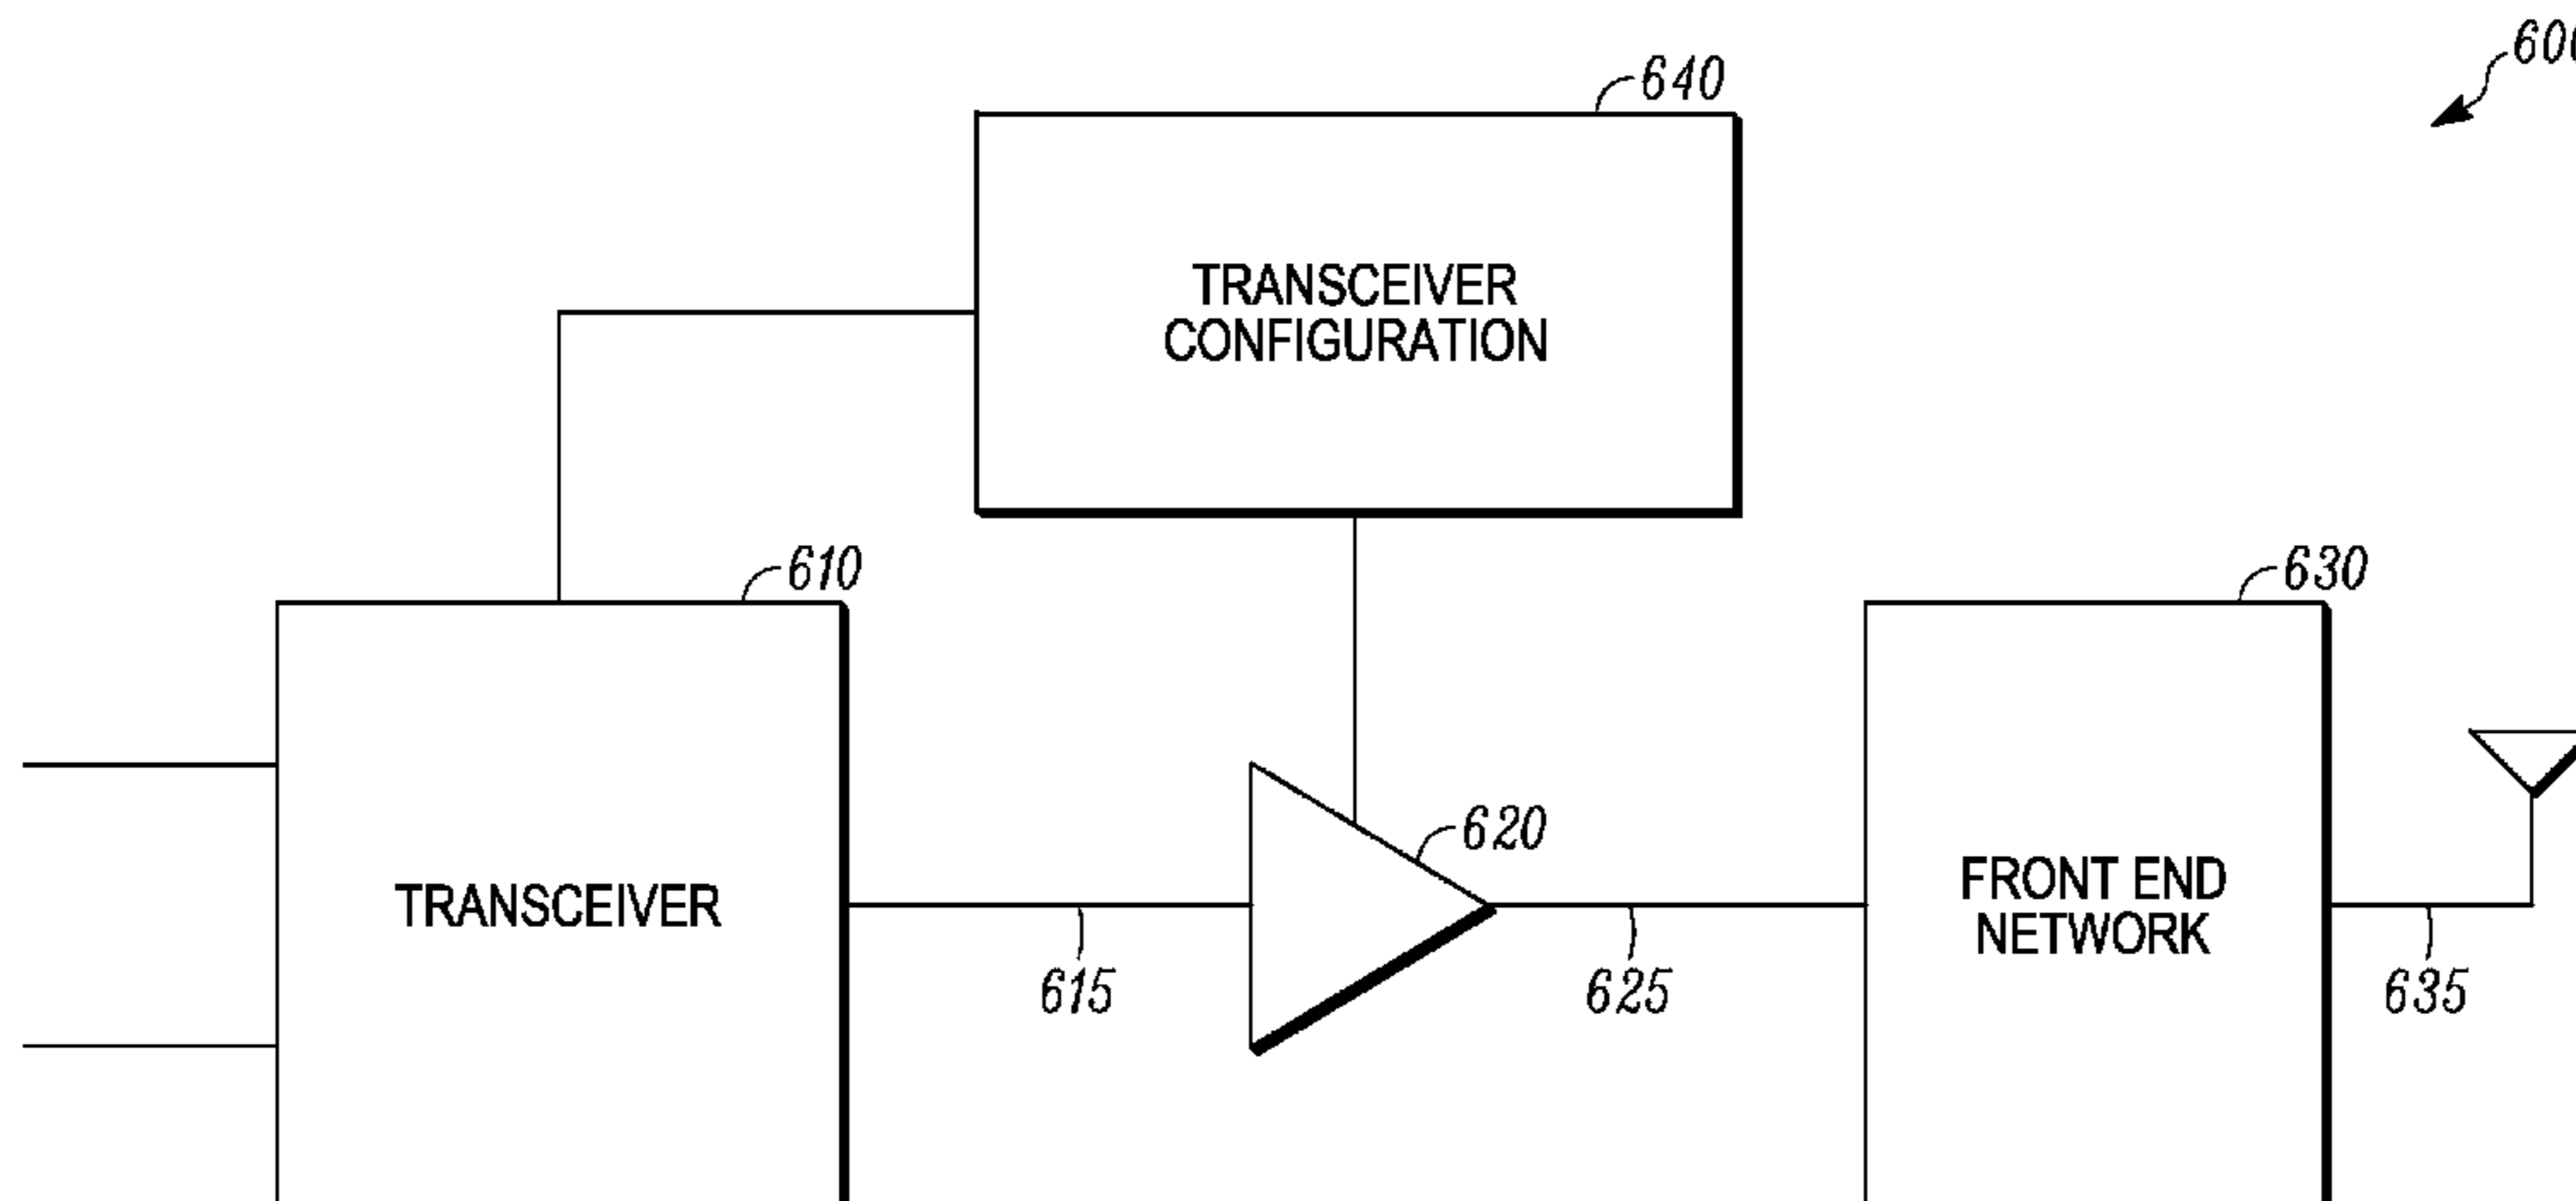 600
640
TRANSCEIVER
CONFIGURATION
610
630
620
TRANSCEIVER
FRONT END
NETWORK
615
625
635